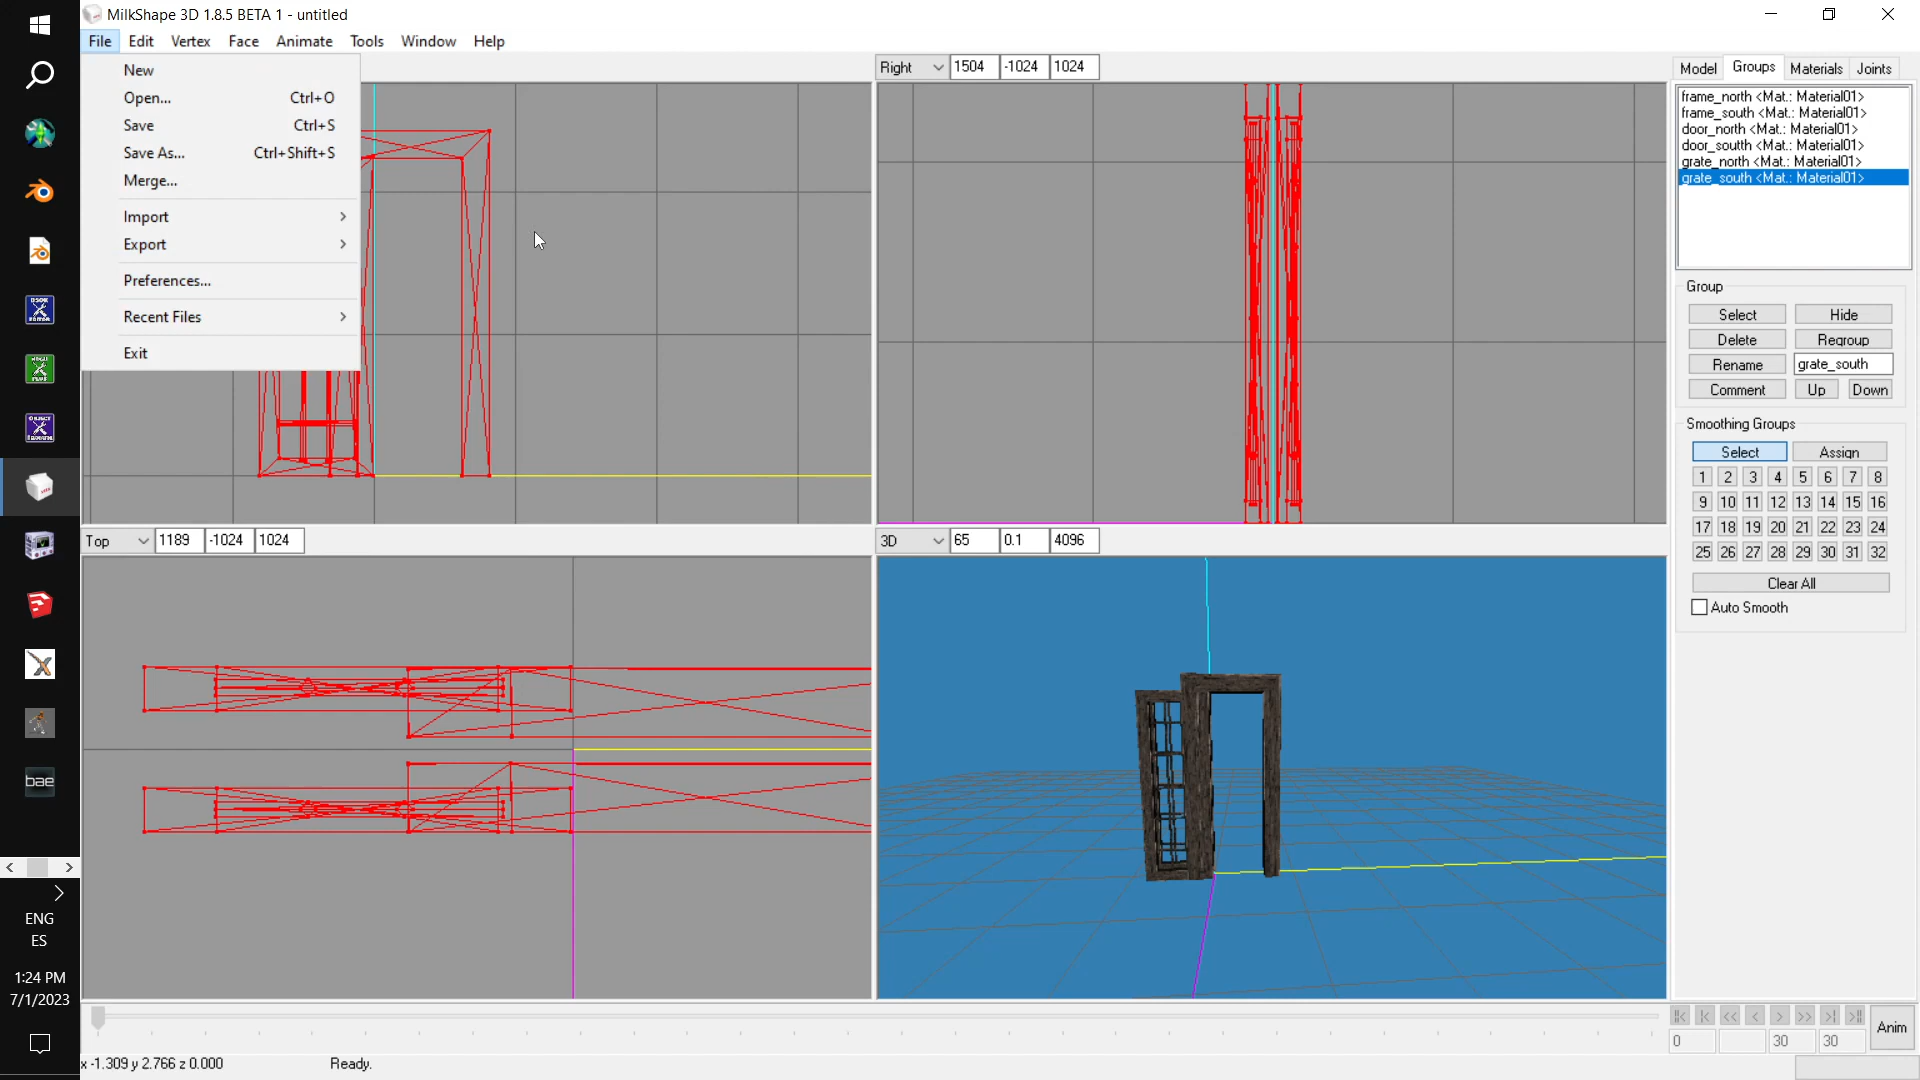 MilkShape 3D 1.8.5 BETA 1 - untitled
File Edit Vertex Face Animate Tools Window Help
New
Open... Ctrl+O
Save Ctrl+S
Save As... Ctrl+Shift+S
Merge...
Import
Export
Preferences...
Recent Files
Exit
Right 1504 -1024 1024
Top 1189 -1024 1024
3D 65 0.1 4096
Model Groups Materials Joints
frame_north <Mat.: Material01>
frame_south <Mat.: Material01>
door_north <Mat.: Material01>
door_soutth <Mat.: Material01>
grate_north <Mat.: Material01>
grate_south <Mat.: Material01>
Group
Select Hide
Delete Regroup
Rename grate_south
Comment Up Down
Smoothing Groups
Select Assign
1 2 3 4 5 6 7 8
9 10 11 12 13 14 15 16
17 18 19 20 21 22 23 24
25 26 27 28 29 30 31 32
Clear All
Auto Smooth
Anim
0 30 30
x -1.309 y 2.766 z 0.000 Ready.
bae
ENG
ES
1:24 PM
7/1/2023